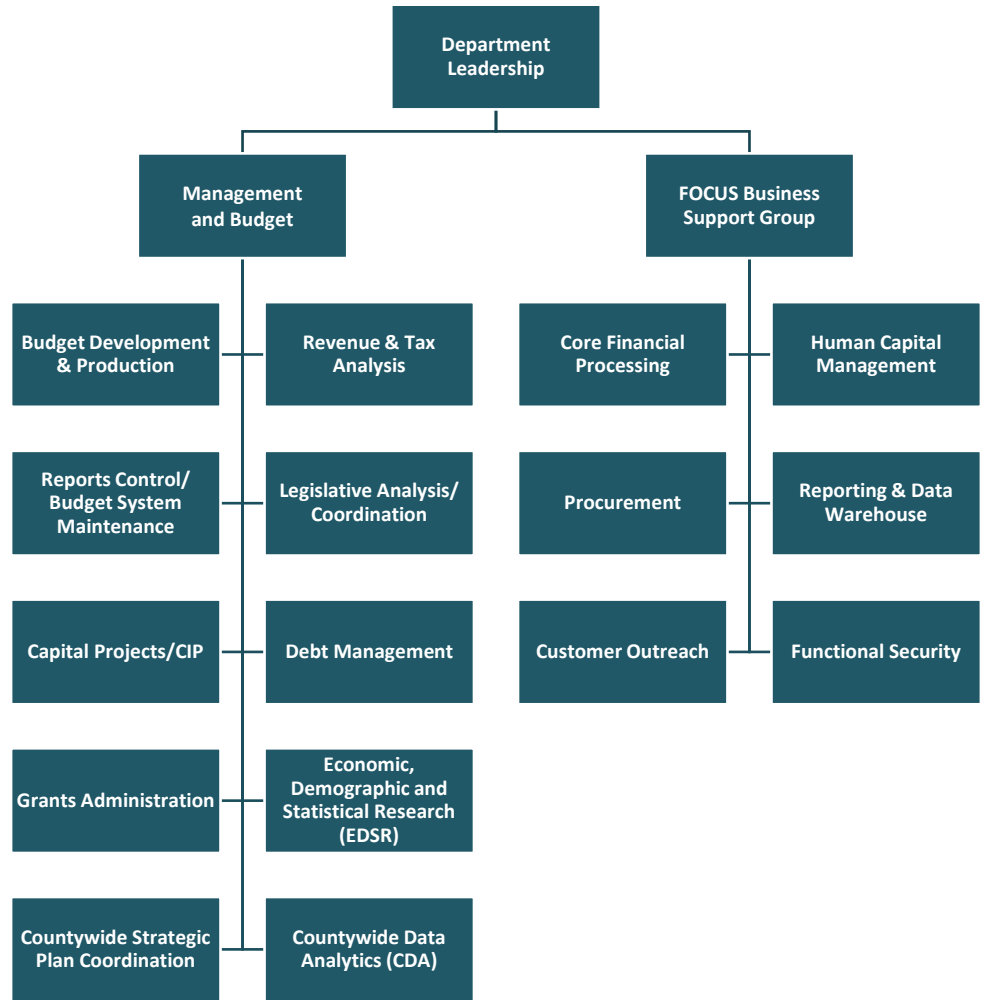 Department
Leadership
Management
and Budget
FOCUS Business
Support Group
Budget Development
& Production
Revenue & Tax
Analysis
Core Financial
Processing
Human Capital
Management
Reports Control/
Budget System
Maintenance
Legislative Analysis/
Coordination
Procurement
Reporting & Data
Warehouse
Capital Projects/CIP
Debt Management
Customer Outreach
Functional Security
Grants Administration
Economic,
Demographic and
Statistical Research
(EDSR)
Countywide Strategic
Plan Coordination
Countywide Data
Analytics (CDA)